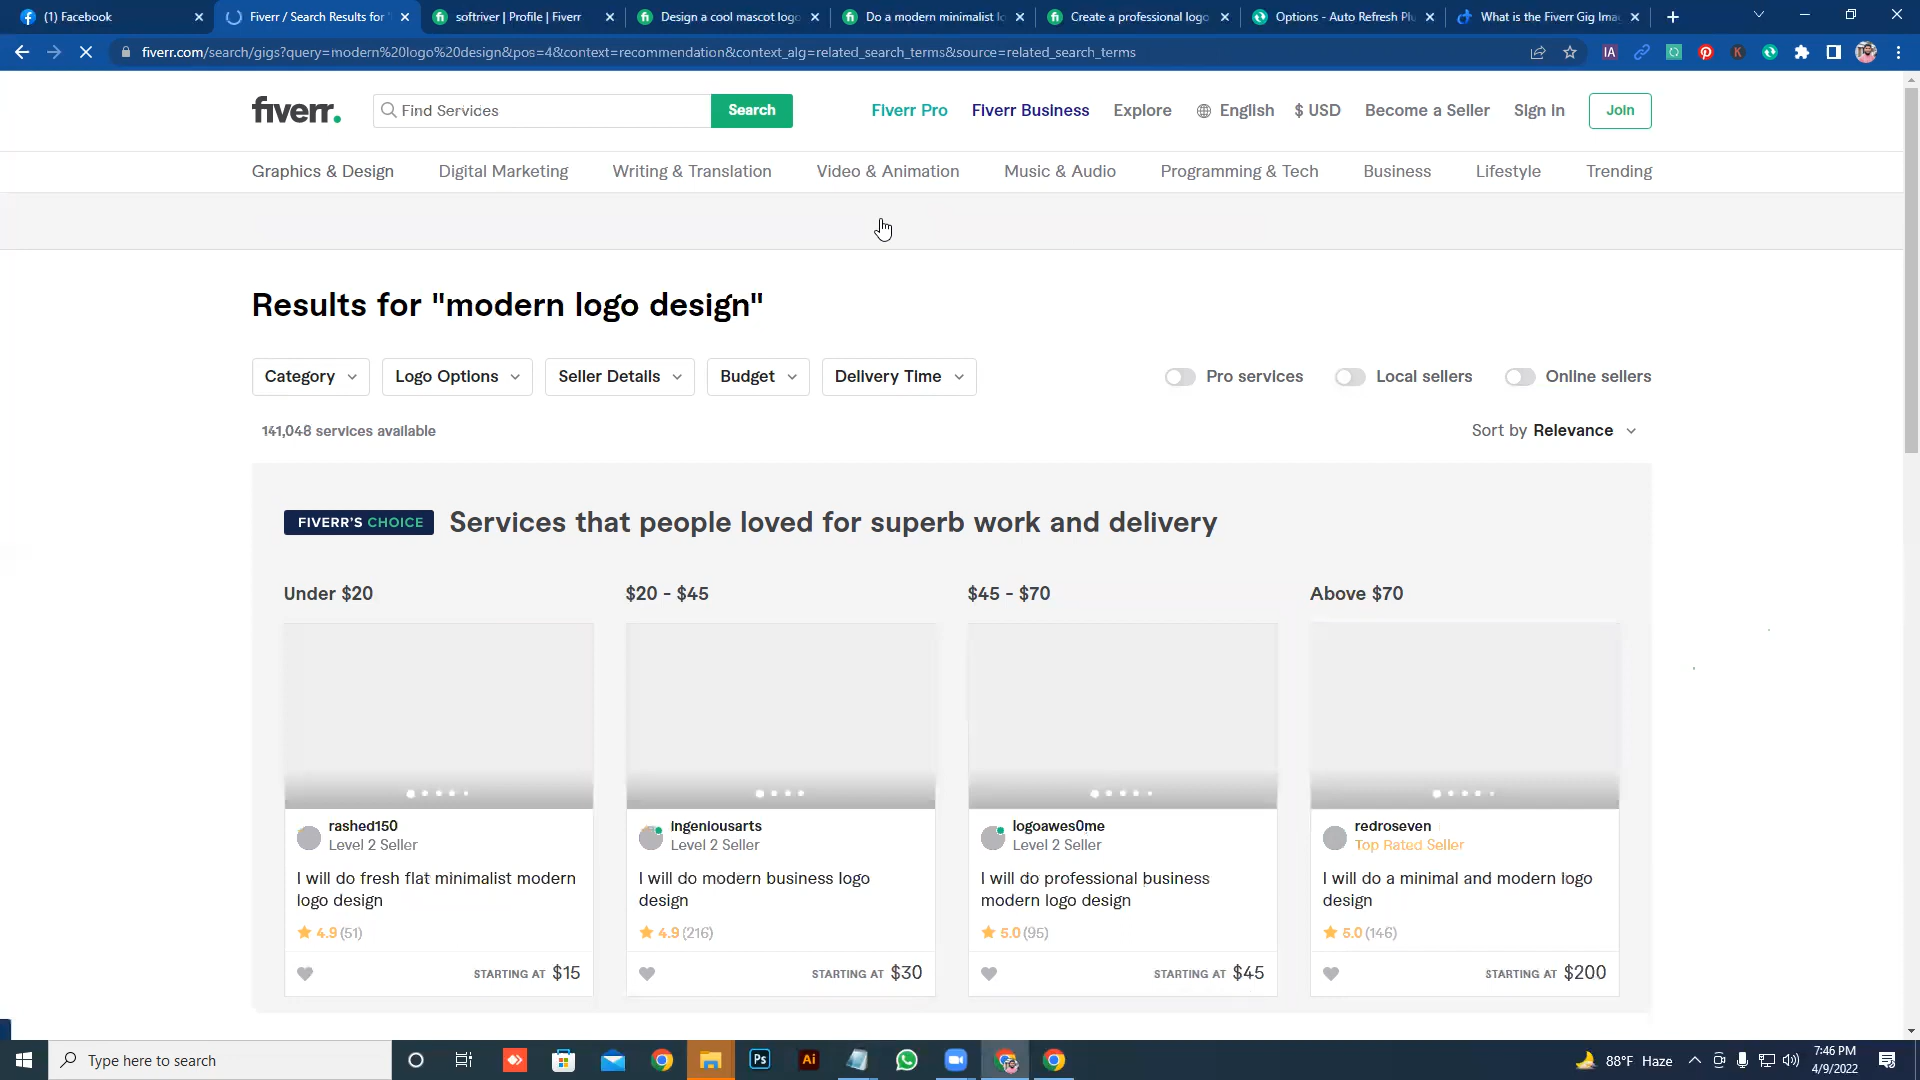 (1) Facebook
Fiverr / Search Results for '
softriver | Profile | Fiverr
Design a cool mascot logo
Do a modern minimalist lo
Create a professional logo
Options - Auto Refresh Plu
What is the Fiverr Gig Ima
fiverr.com/search/gigs?query=modern%20logo%20design&pos=4&context=recommendation&context_alg=related_search_terms&source=related_search_terms
IA
K
fiverr.
Find Services
Search
Fiverr Pro
Fiverr Business
Explore
English
$ USD
Become a Seller
Sign in
Join
Graphics & Design
Digital Marketing
Writing & Translation
Video & Animation
Music & Audio
Programming & Tech
Business
Lifestyle
Trending
Results for "modern logo design"
Category
Logo Options
Seller Details
Budget
Delivery Time
Pro services
Local sellers
Online sellers
141,048 services available
Sort by Relevance
FIVERR'S CHOICE
Services that people loved for superb work and delivery
Under $20
$20 - $45
$45 - $70
Above $70
rashed150
Level 2 Seller
I will do fresh flat minimalist modern
logo design
4.9 (51)
STARTING AT $15
ingeniousarts
Level 2 Seller
I will do modern business logo
design
4.9 (216)
STARTING AT $30
logoawes0me
Level 2 Seller
I will do professional business
modern logo design
5.0 (95)
STARTING AT $45
redroseven
Top Rated Seller
I will do a minimal and modern logo
design
5.0 (146)
STARTING AT $200
Type here to search
Ps
Ai
88°F Haze
7:46 PM
4/9/2022